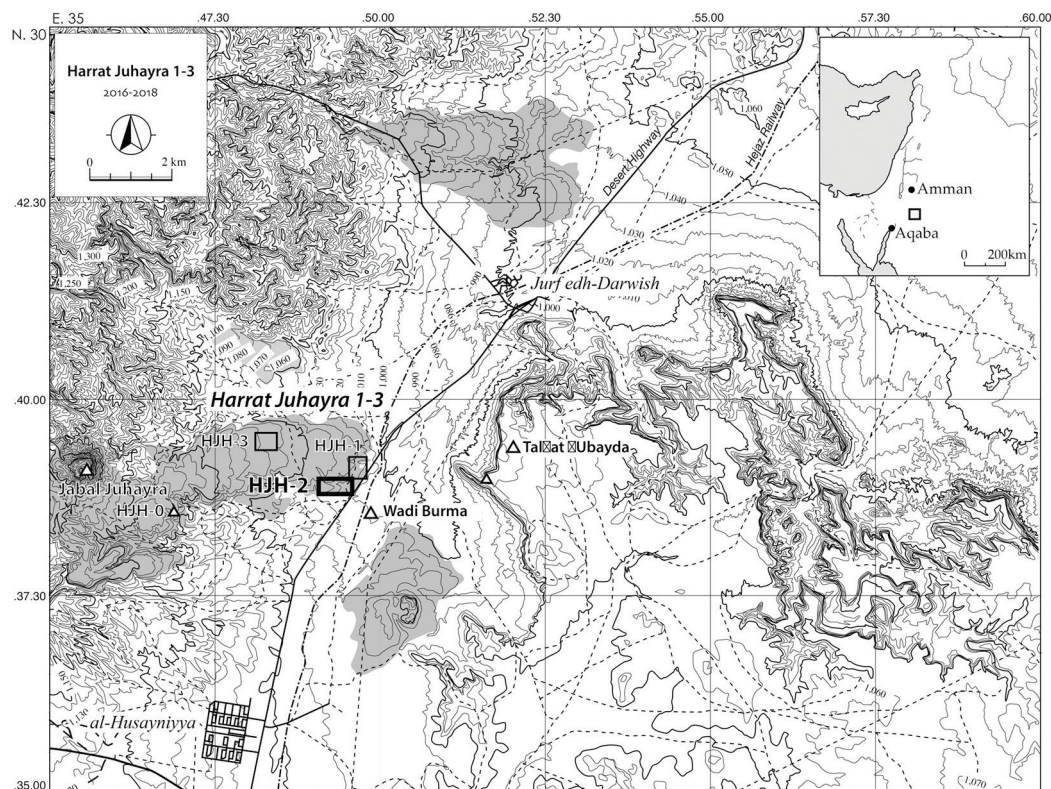 E. 35
.47.30
.50.00
.52.30
.55.00
.57.30
.60.00
N. 30
Harrat Juhayra 1-3
2016-2018
0 2 km
1.060
Hejaz Railway
Desert Highway
1.050
1.040
1.030
1.020
.42.30
1.300
1.250
1.150
Amman
Aqaba
0 200km
Jurf edh-Darwish
1.000
1.090
1.080
1.070
1.060
1.000
.40.00
Harrat Juhayra 1-3
HJH-3
HJH-1
HJH-2
Jabal Juhayra
HJH-0
Wadi Burma
.37.30
al-Husayniyya
1.060
1.070
.35.00